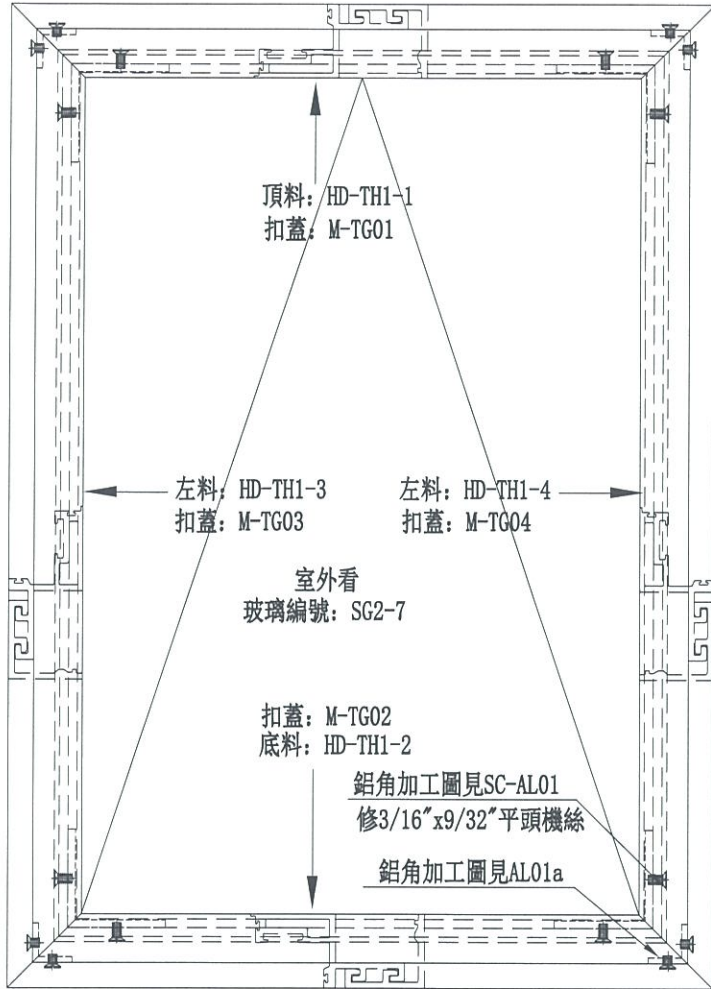 頂料: HD-TH1-1
扣蓋: M-TG01
左料: HD-TH1-3
扣蓋: M-TG03
左料: HD-TH1-4
扣蓋: M-TG04
室外看
玻璃編號: SG2-7
扣蓋: M-TG02
底料: HD-TH1-2
鋁角加工圖見SC-AL01
修3/16"x9/32"平頭機絲
鋁角加工圖見AL01a